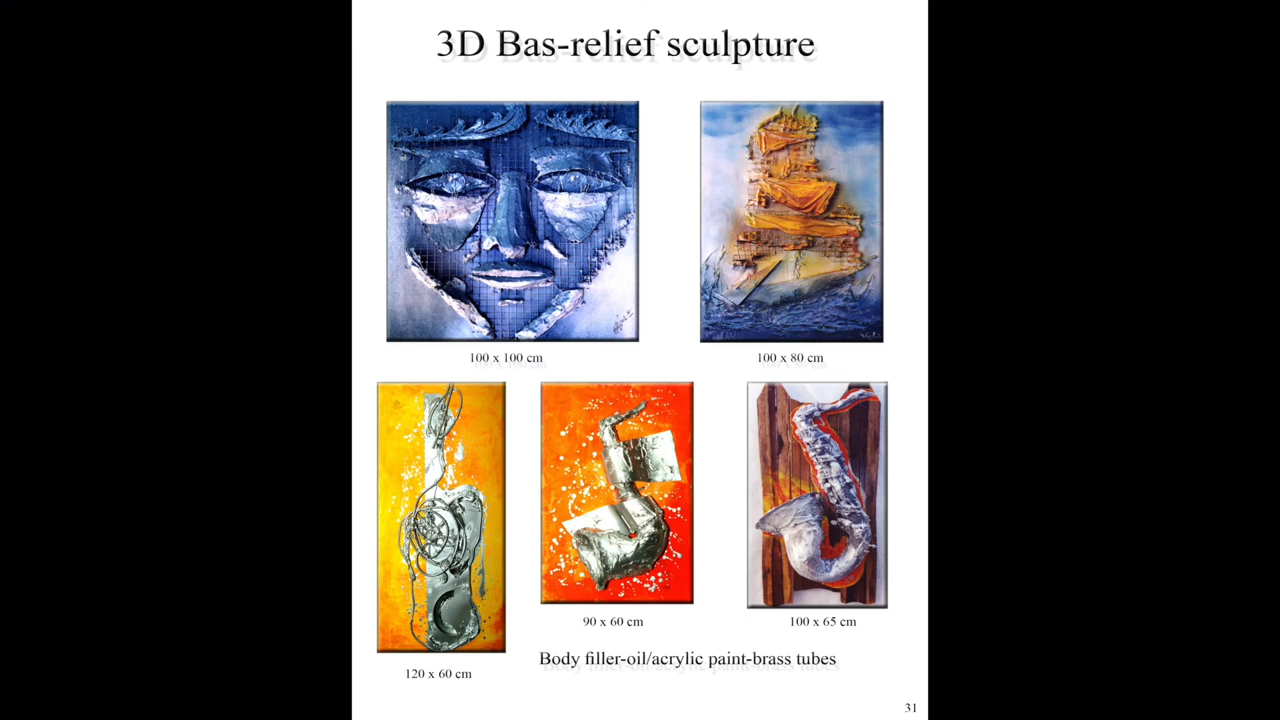 3D Bas-relief sculpture
100 x 100 cm
100 x 80 cm
90 x 60 cm
100 x 65 cm
Body filler-oil/acrylic paint-brass tubes
120 x 60 cm
31